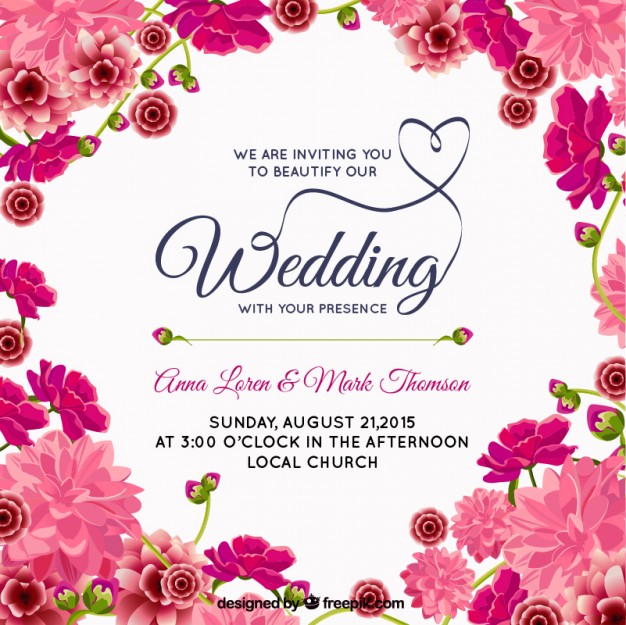 WE ARE INVITING YOU
TO BEAUTIFY OUR
Wedding
WITH YOUR PRESENCE
Anna Loren & Mark Thomson
SUNDAY, AUGUST 21,2015
AT 3:00 O'CLOCK IN THE AFTERNOON
LOCAL CHURCH
designed by freepik.com